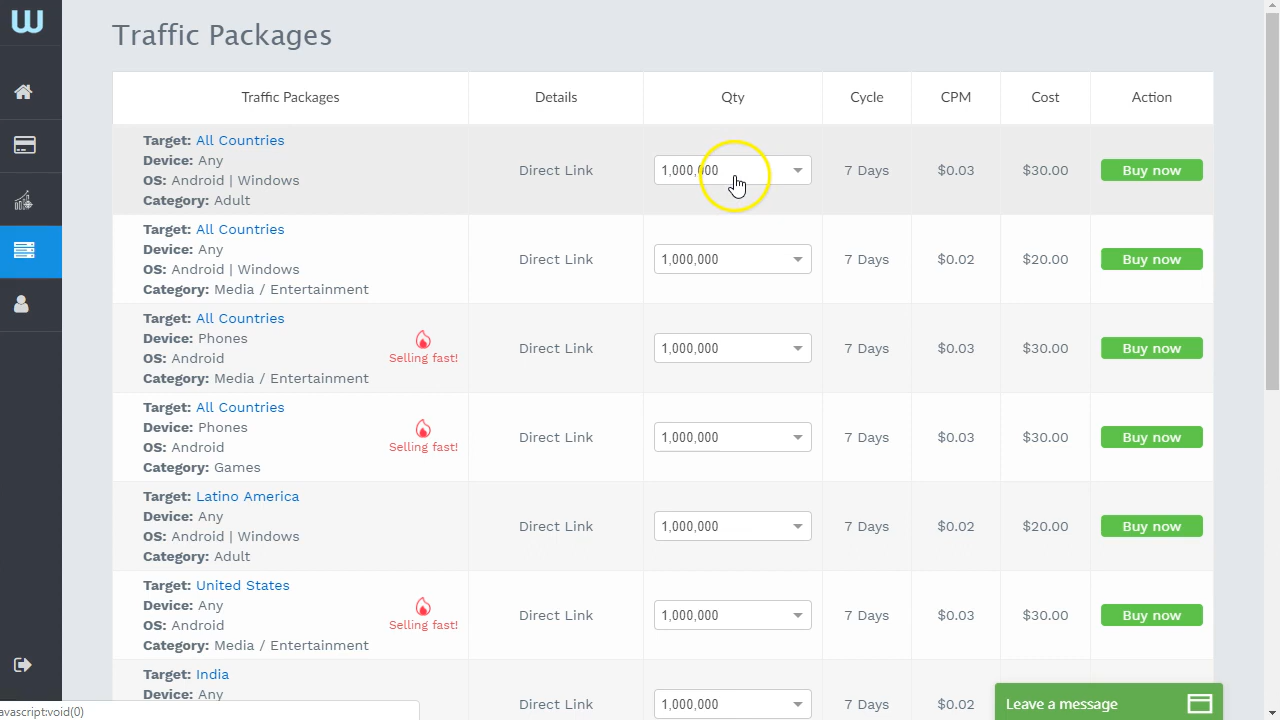 W
Traffic Packages
Traffic Packages Details Qty Cycle CPM Cost Action
Target: All Countries
Device: Any
OS: Android | Windows
Category: Adult
Direct Link 1,000,000 7 Days $0.03 $30.00 Buy now
Target: All Countries
Device: Any
OS: Android | Windows
Category: Media / Entertainment
Direct Link 1,000,000 7 Days $0.02 $20.00 Buy now
Target: All Countries
Device: Phones
OS: Android
Category: Media / Entertainment
Selling fast!
Direct Link 1,000,000 7 Days $0.03 $30.00 Buy now
Target: All Countries
Device: Phones
OS: Android
Category: Games
Selling fast!
Direct Link 1,000,000 7 Days $0.03 $30.00 Buy now
Target: Latino America
Device: Any
OS: Android | Windows
Category: Adult
Direct Link 1,000,000 7 Days $0.02 $20.00 Buy now
Target: United States
Device: Any
OS: Android
Category: Media / Entertainment
Selling fast!
Direct Link 1,000,000 7 Days $0.03 $30.00 Buy now
Target: India
Device: Any
Direct Link 1,000,000 7 Days $0.02
Leave a message
avascript:void(0)